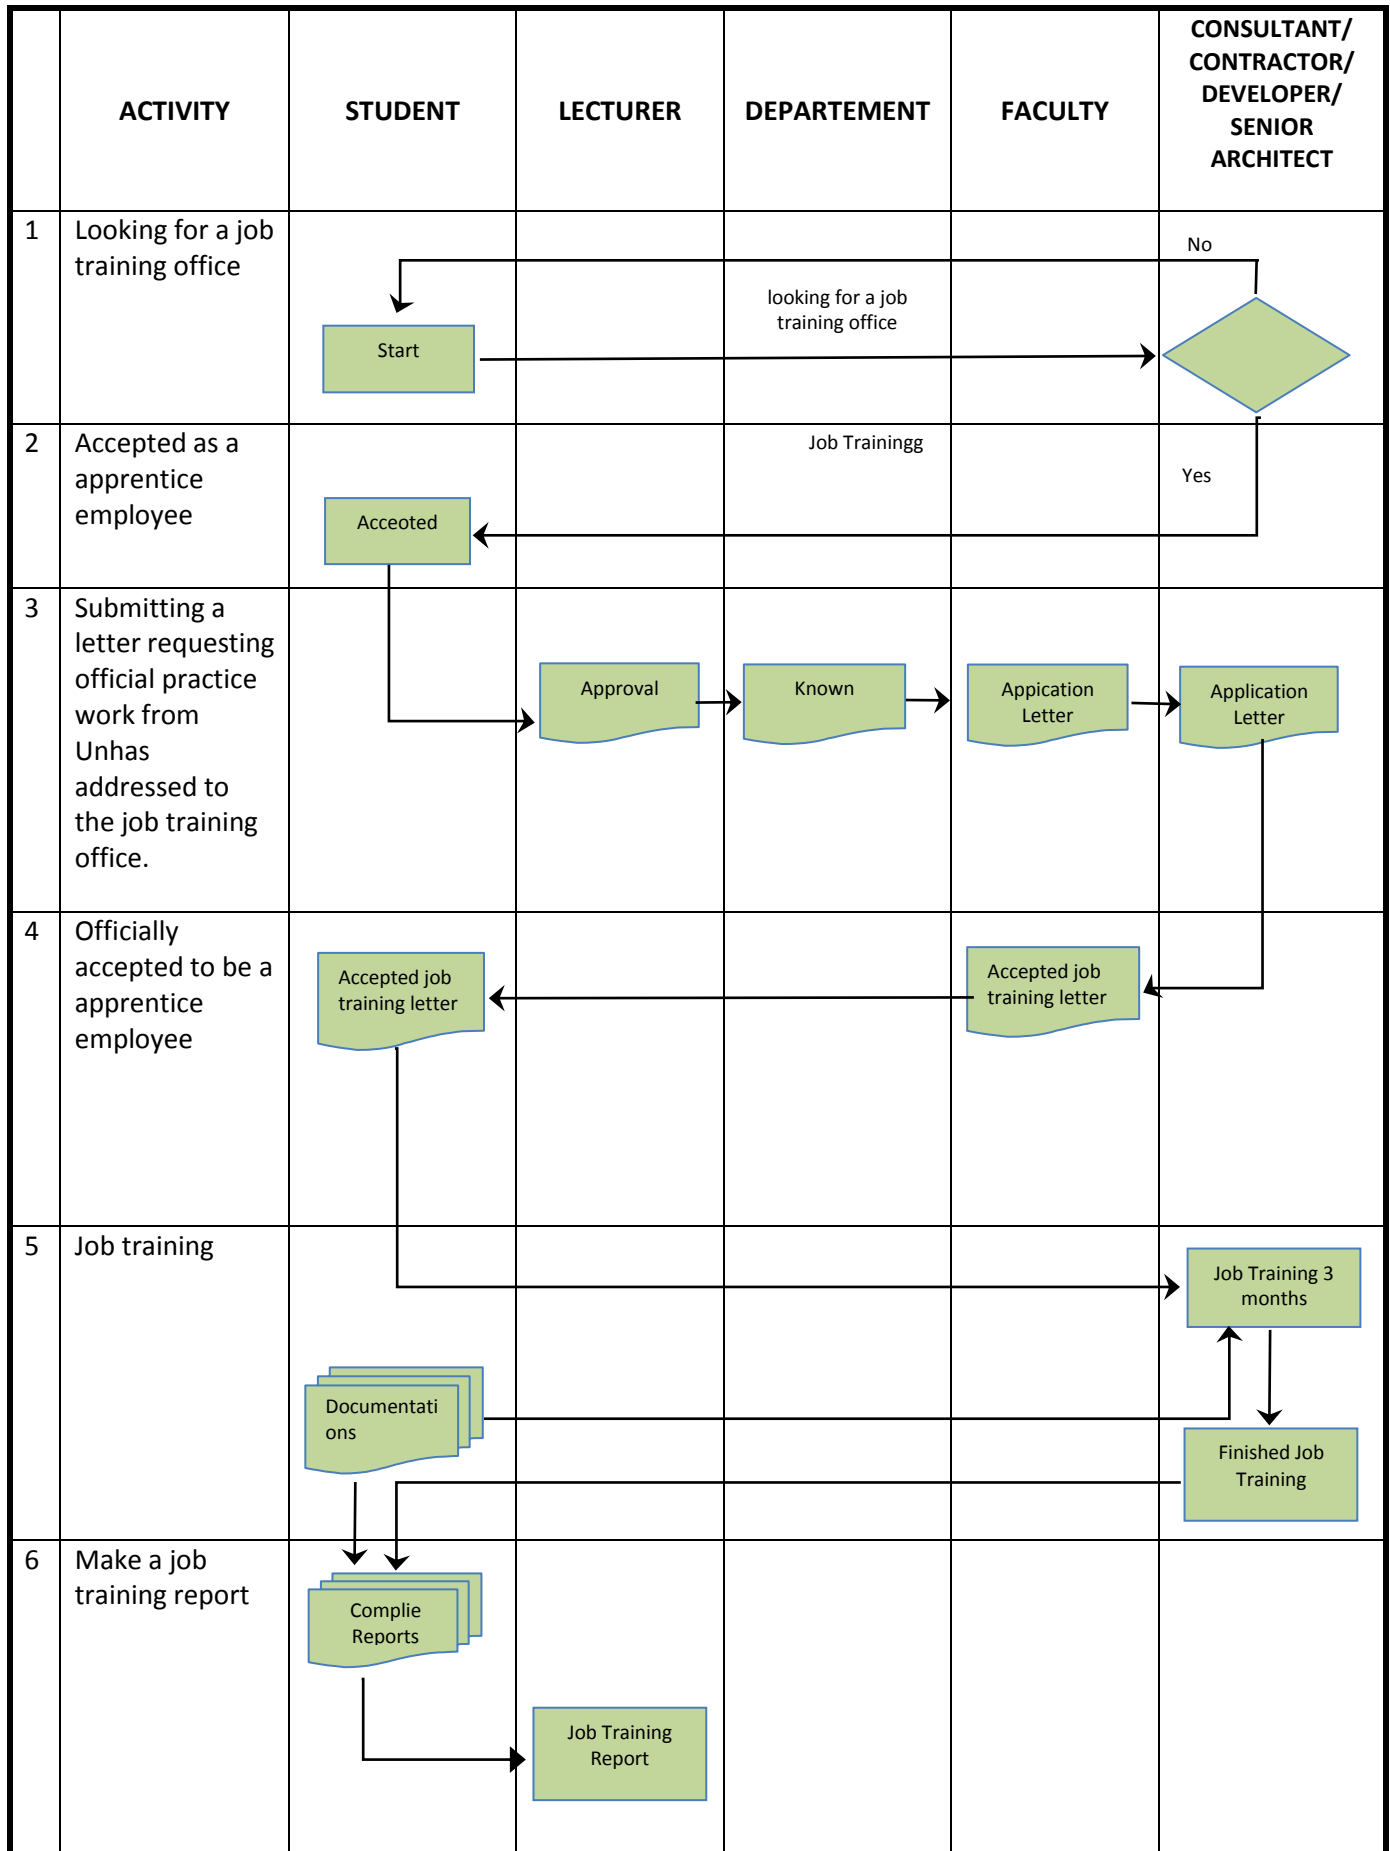 ACTIVITY
STUDENT
LECTURER
DEPARTEMENT
FACULTY
CONSULTANT/
CONTRACTOR/
DEVELOPER/
SENIOR
ARCHITECT
1
Looking for a job
training office
No
looking for a job
training office
Start
2
Accepted as a
apprentice
employee
Job Trainingg
Yes
Acceoted
3
Submitting a
letter requesting
official practice
work from
Unhas
addressed to
the job training
office.
Approval
Known
Appication
Letter
Application
Letter
4
Officially
accepted to be a
apprentice
employee
Accepted job
training letter
Accepted job
training letter
5
Job training
Job Training 3
months
Documentati
ons
Finished Job
Training
6
Make a job
training report
Complie
Reports
Job Training
Report